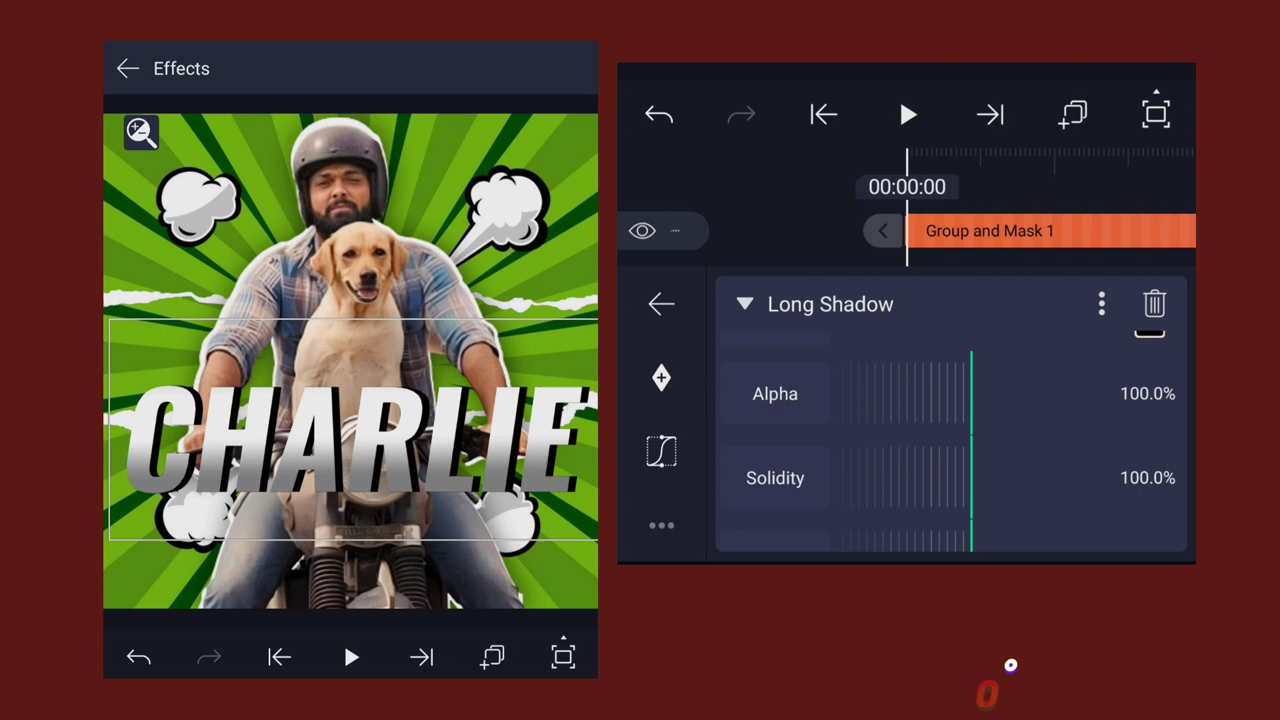 Effects
CHARLIE
00:00:00
Group and Mask 1
Long Shadow
Alpha
100.0%
Solidity
100.0%